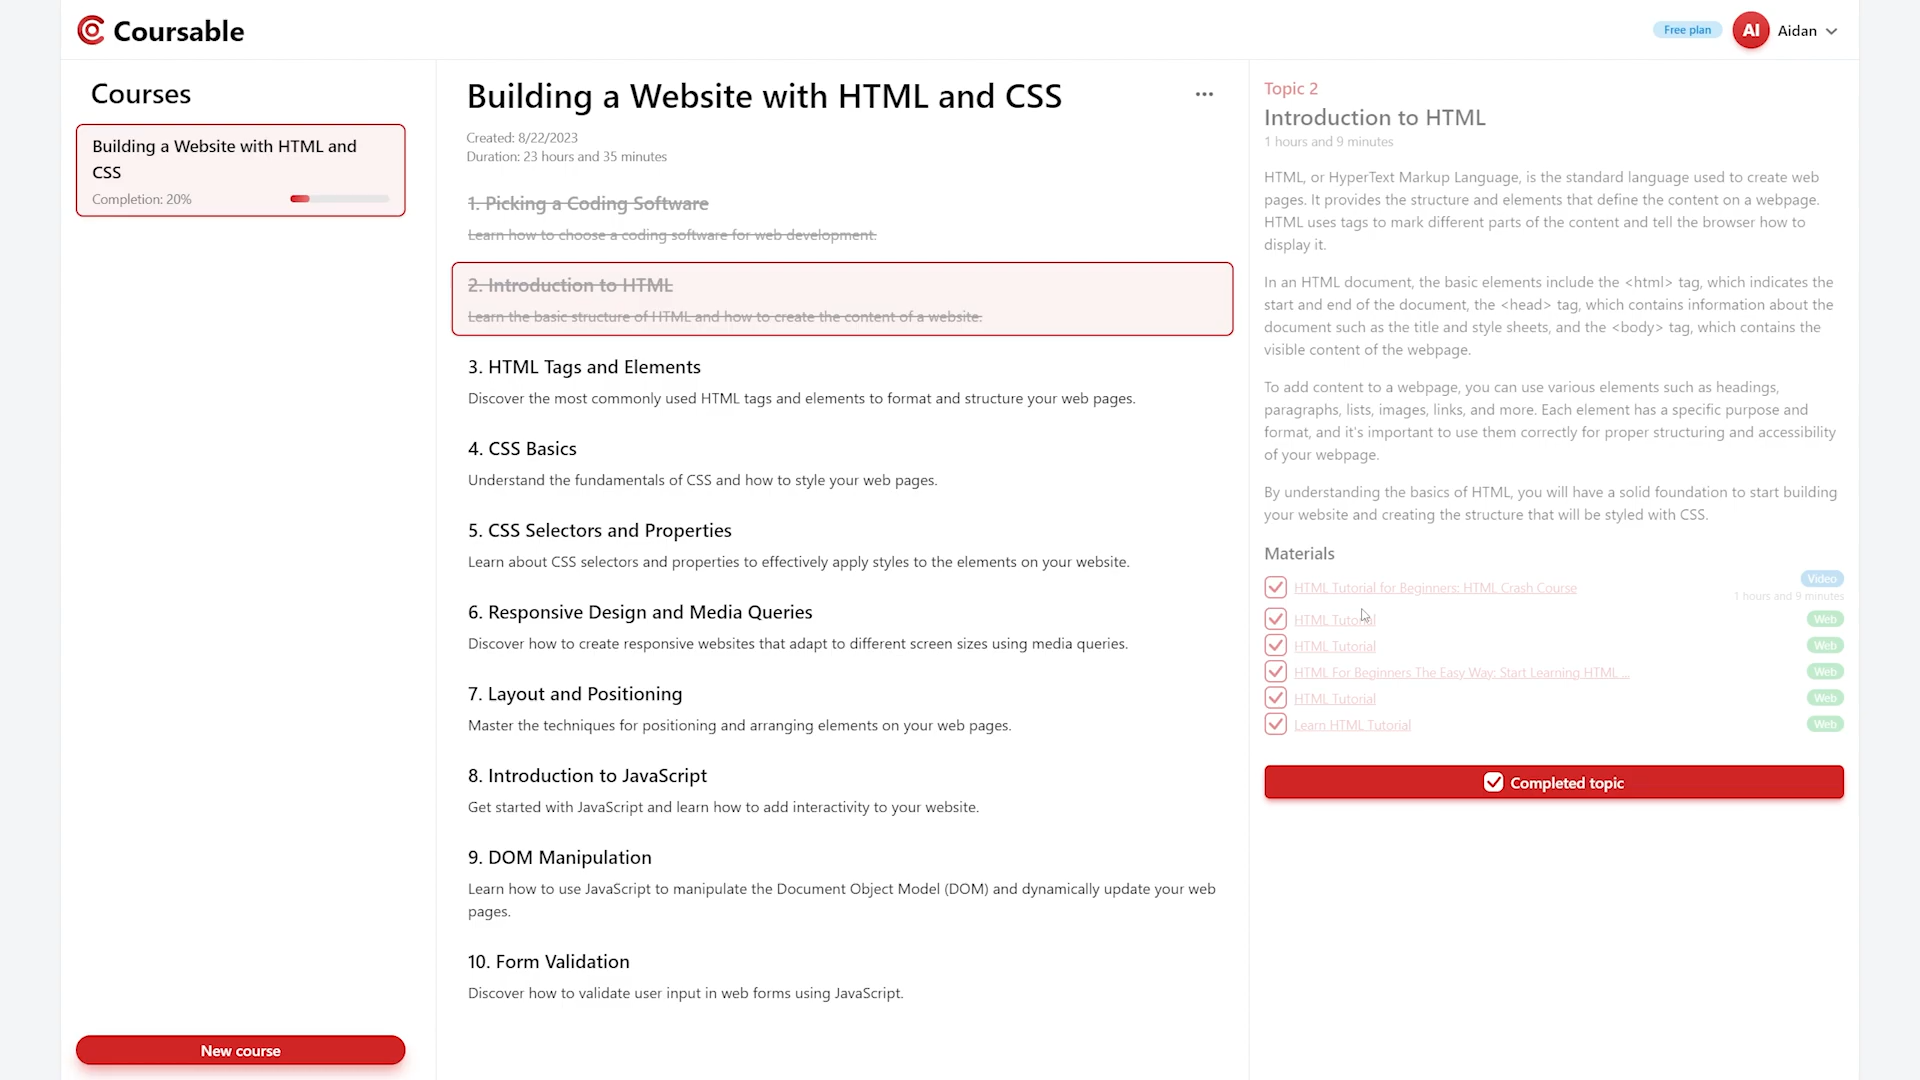 Coursable
Free plan
AI
Aidan
Courses
Building a Website with HTML and
CSS
Completion: 20%
New course
Building a Website with HTML and CSS
Created: 8/22/2023
Duration: 23 hours and 35 minutes
1. Picking a Coding Software
Learn how to choose a coding software for web development.
2. Introduction to HTML
Learn the basic structure of HTML and how to create the content of a website.
3. HTML Tags and Elements
Discover the most commonly used HTML tags and elements to format and structure your web pages.
4. CSS Basics
Understand the fundamentals of CSS and how to style your web pages.
5. CSS Selectors and Properties
Learn about CSS selectors and properties to effectively apply styles to the elements on your website.
6. Responsive Design and Media Queries
Discover how to create responsive websites that adapt to different screen sizes using media queries.
7. Layout and Positioning
Master the techniques for positioning and arranging elements on your web pages.
8. Introduction to JavaScript
Get started with JavaScript and learn how to add interactivity to your website.
9. DOM Manipulation
Learn how to use JavaScript to manipulate the Document Object Model (DOM) and dynamically update your web
pages.
10. Form Validation
Discover how to validate user input in web forms using JavaScript.
Topic 2
Introduction to HTML
1 hours and 9 minutes
HTML, or HyperText Markup Language, is the standard language used to create web
pages. It provides the structure and elements that define the content on a webpage.
HTML uses tags to mark different parts of the content and tell the browser how to
display it.
In an HTML document, the basic elements include the <html> tag, which indicates the
start and end of the document, the <head> tag, which contains information about the
document such as the title and style sheets, and the <body> tag, which contains the
visible content of the webpage.
To add content to a webpage, you can use various elements such as headings,
paragraphs, lists, images, links, and more. Each element has a specific purpose and
format, and it's important to use them correctly for proper structuring and accessibility
of your webpage.
By understanding the basics of HTML, you will have a solid foundation to start building
your website and creating the structure that will be styled with CSS.
Materials
HTML Tutorial for Beginners: HTML Crash Course Video
1 hours and 9 minutes
HTML Tutorial Web
HTML Tutorial Web
HTML For Beginners The Easy Way: Start Learning HTML ... Web
HTML Tutorial Web
Learn HTML Tutorial Web
Completed topic